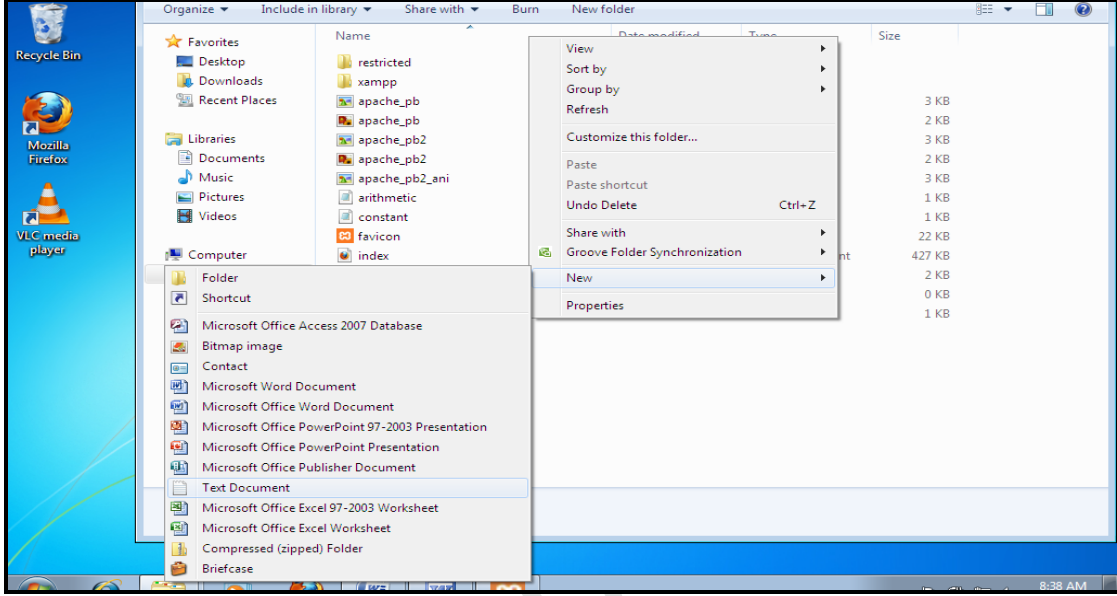 Organize Include in library Share with Burn New folder
Recycle Bin
Mozilla
Firefox
VLC media
player
Favorites
Desktop
Downloads
Recent Places
Libraries
Documents
Music
Pictures
Videos
Computer
Name Date modified Type Size
restricted
xampp
apache_pb 3 KB
apache_pb 2 KB
apache_pb2 3 KB
apache_pb2 2 KB
apache_pb2_ani 3 KB
arithmetic 1 KB
constant 1 KB
favicon 22 KB
index nt 427 KB
2 KB
0 KB
1 KB
View
Sort by
Group by
Refresh
Customize this folder...
Paste
Paste shortcut
Undo Delete Ctrl+Z
Share with
Groove Folder Synchronization
New
Properties
Folder
Shortcut
Microsoft Office Access 2007 Database
Bitmap image
Contact
Microsoft Word Document
Microsoft Office Word Document
Microsoft Office PowerPoint 97-2003 Presentation
Microsoft Office PowerPoint Presentation
Microsoft Office Publisher Document
Text Document
Microsoft Office Excel 97-2003 Worksheet
Microsoft Office Excel Worksheet
Compressed (zipped) Folder
Briefcase
8:38 AM